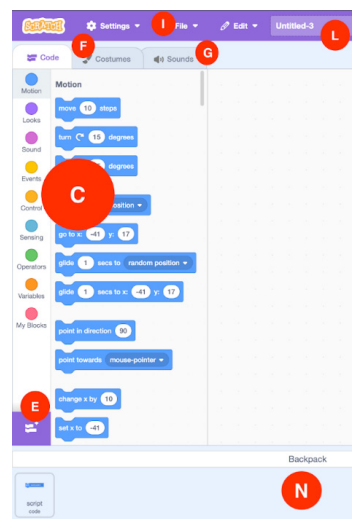 SCRATCH Settings I File Edit Untitled-3 L
F G
Code Costumes Sounds
Motion Motion
move 10 steps
Looks
turn 15 degrees
Sound
degrees
Events
C
Control position
Sensing go to x: -41 y: 17
Operators glide 1 secs to random position
Variables glide 1 secs to x: -41 y: 17
My Blocks point in direction 90
point towards mouse-pointer
change x by 10
E
set x to -41
Backpack
N
script
code